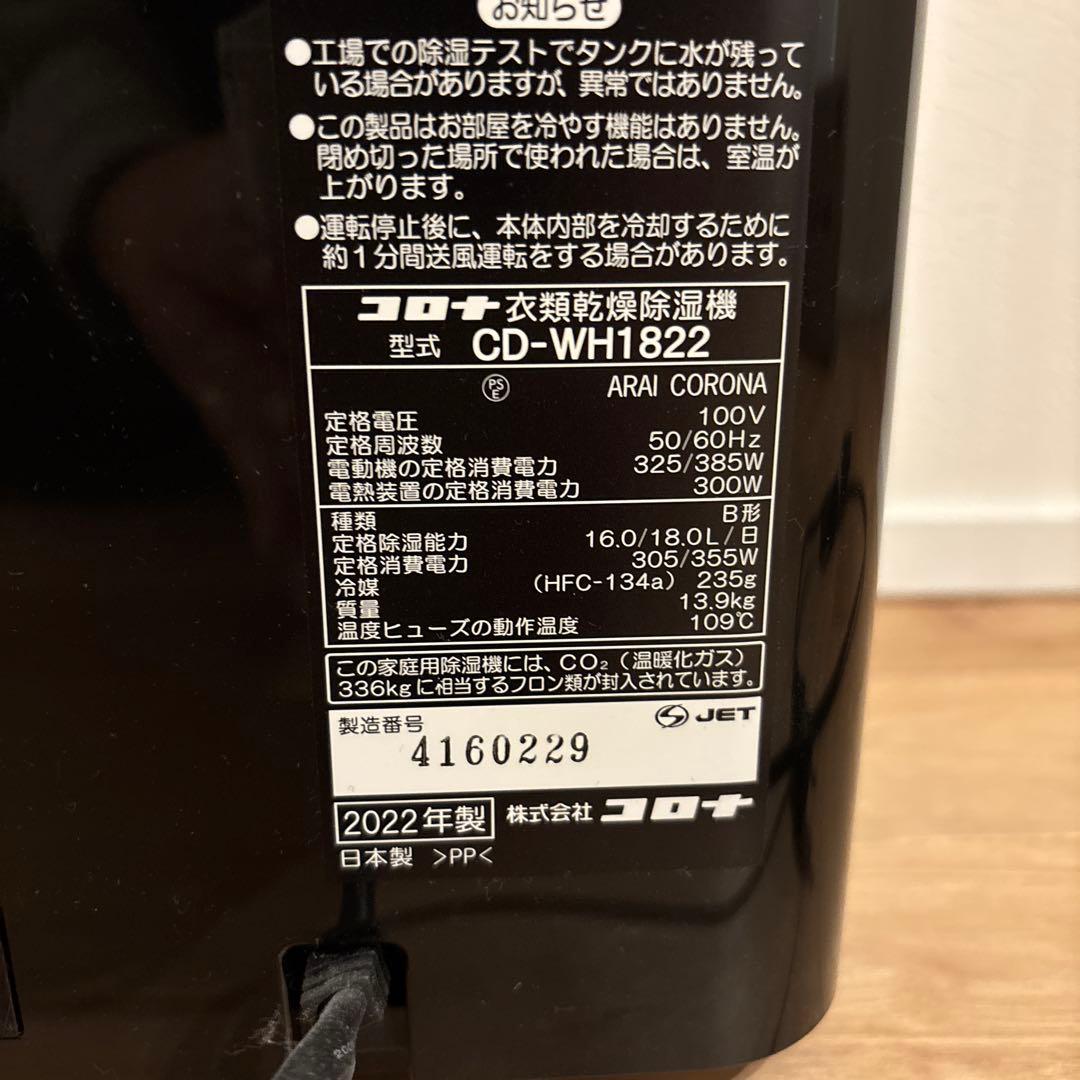 お知らせ
●工場での除湿テストでタンクに水が残って
いる場合がありますが、異常ではありません。
●この製品はお部屋を冷やす機能はありません。
閉め切った場所で使われた場合は、室温が
上がります。
●運転停止後に、本体内部を冷却するために
約1分間送風運転をする場合があります。
コロナ衣類乾燥除湿機
型式 CD-WH1822
PSE ARAI CORONA
定格電圧 100V
定格周波数 50/60Hz
電動機の定格消費電力 325/385W
電熱装置の定格消費電力 300W
種類 B形
定格除湿能力 16.0/18.0L/日
定格消費電力 305/355W
冷媒 (HFC-134a) 235g
質量 13.9kg
温度ヒューズの動作温度 109℃
この家庭用除湿機には、CO₂(温暖化ガス)
336kgに相当するフロン類が封入されています。
製造番号 JET
4160229
2022年製 株式会社コロナ
日本製 >PP<